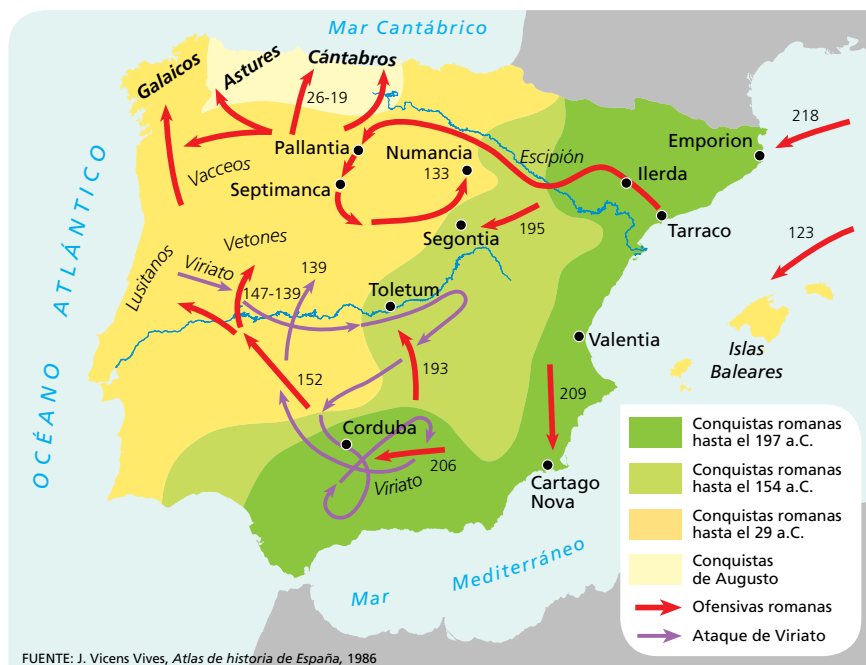 Mar Cantábrico
Galaicos
Astures
Cántabros
26-19
218
Pallantia
Numancia
133
Escipión
Emporion
Ilerda
Vacceos
Septimanca
Tarraco
195
Segontia
123
OCÉANO ATLÁNTICO
Lusitanos
Vetones
Viriato
139
147-139
Toletum
Valentia
Islas
Baleares
152
193
209
Corduba
206
Viriato
Cartago
Nova
Mar Mediterráneo
Conquistas romanas
hasta el 197 a.C.
Conquistas romanas
hasta el 154 a.C.
Conquistas romanas
hasta el 29 a.C.
Conquistas
de Augusto
Ofensivas romanas
Ataque de Viriato
FUENTE: J. Vicens Vives, Atlas de historia de España, 1986